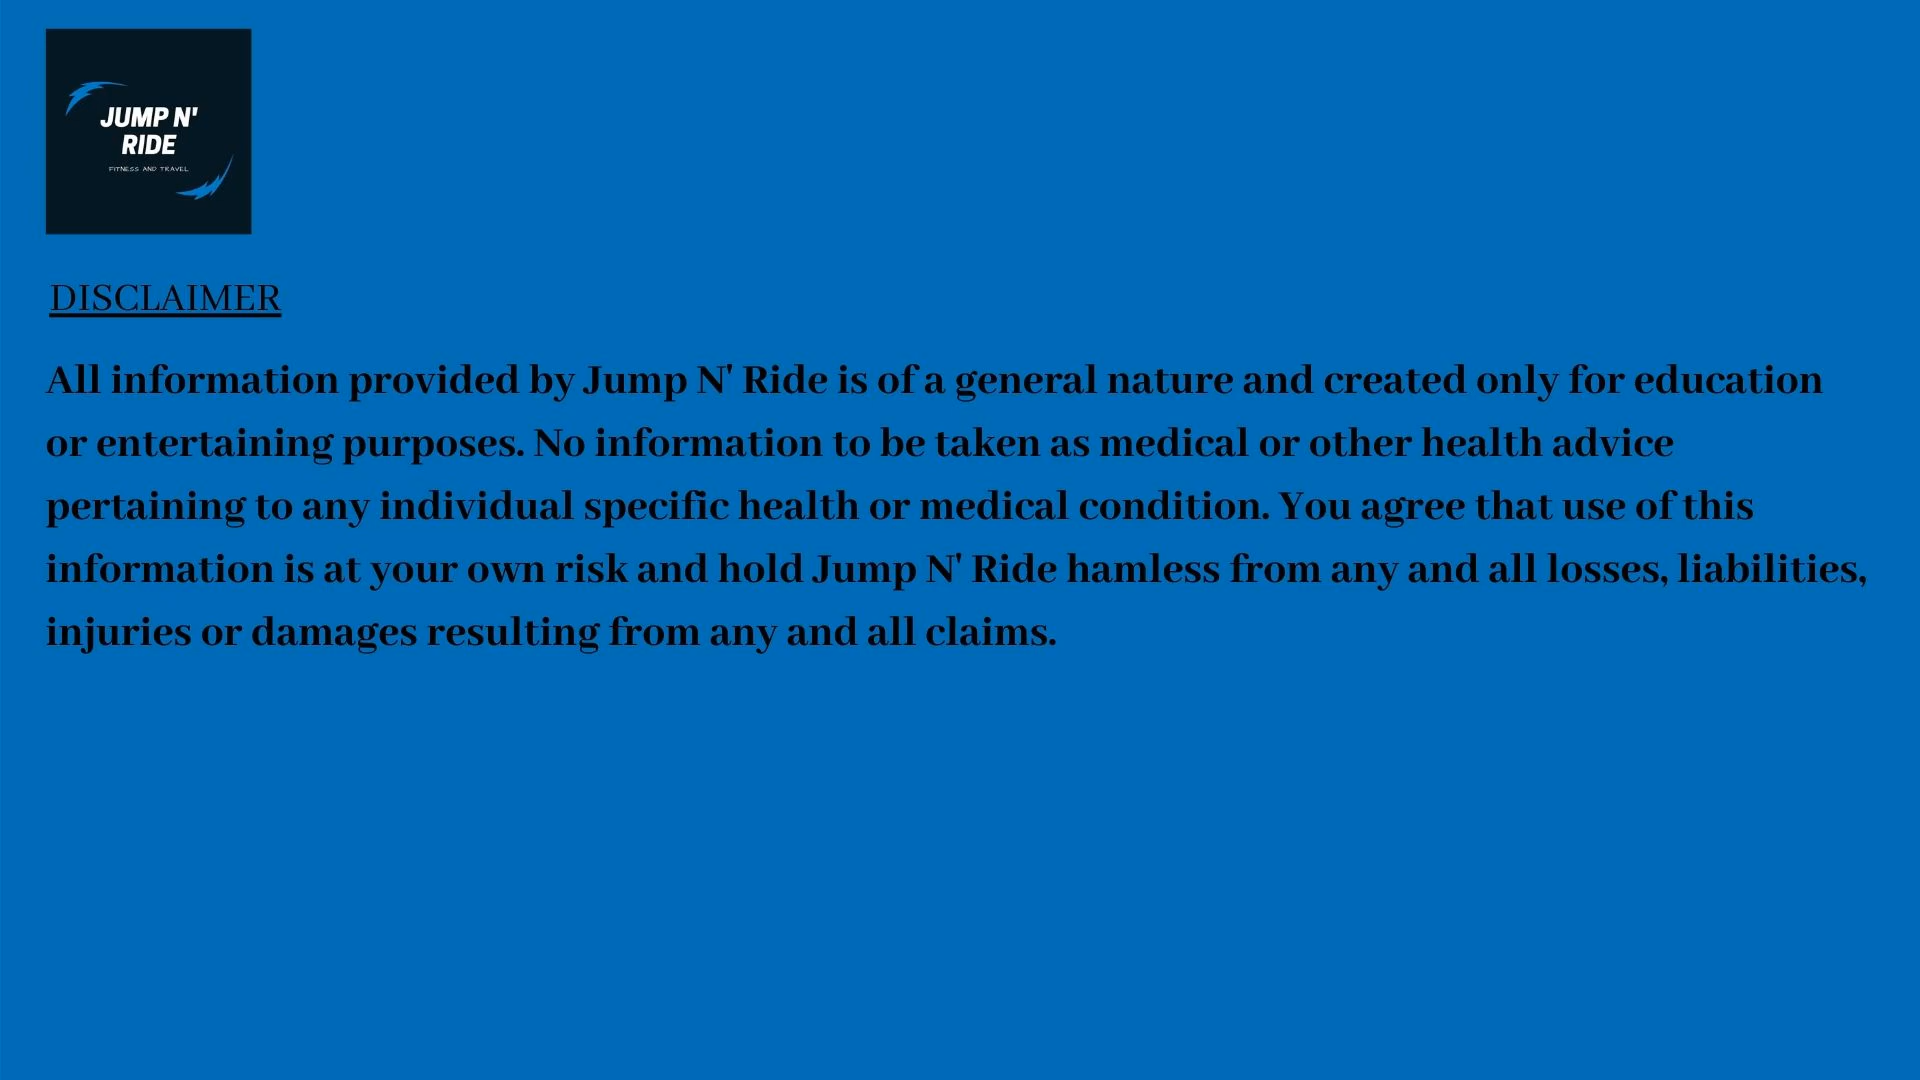 JUMP N'
RIDE
FITNESS AND TRAVEL
DISCLAIMER
All information provided by Jump N' Ride is of a general nature and created only for education
or entertaining purposes. No information to be taken as medical or other health advice
pertaining to any individual specific health or medical condition. You agree that use of this
information is at your own risk and hold Jump N' Ride hamless from any and all losses, liabilities,
injuries or damages resulting from any and all claims.